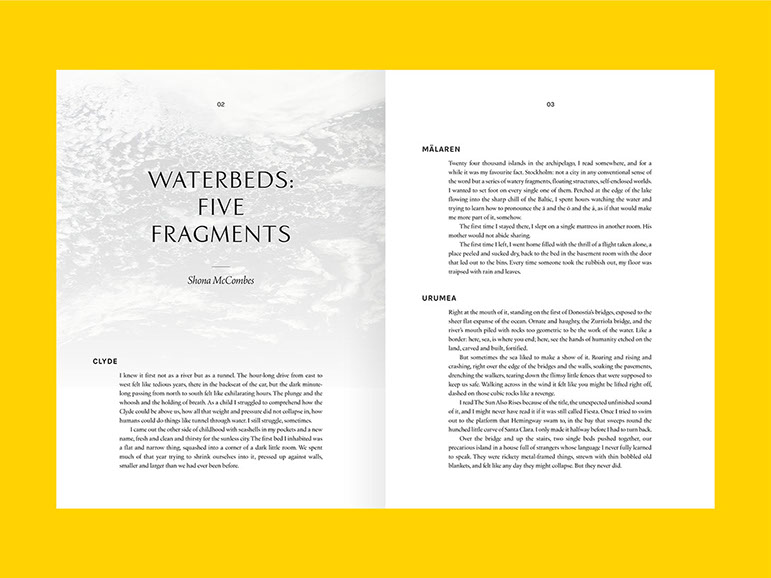 02
WATERBEDS:
FIVE
FRAGMENTS
Shona McCombes
CLYDE
I knew it first not as a river but as a tunnel. The hour-long drive from east to
west felt like tedious years, there in the backseat of the car, but the dark minute-
long passing from north to south felt like exhilarating hours. The plunge and the
whoosh and the holding of breath. As a child I struggled to comprehend how the
Clyde could be above us, how all that weight and pressure did not collapse in, how
humans could do things like tunnel through water. I still struggle, sometimes.
I came out the other side of childhood with seashells in my pockets and a new
name, fresh and clean and thirsty for the sunless city. The first bed I inhabited was
a flat and narrow thing, squashed into a corner of a dark little room. We spent
much of that year trying to shrink ourselves into it, pressed up against walls,
smaller and larger than we had ever been before.
03
MÄLAREN
Twenty four thousand islands in the archipelago, I read somewhere, and for a
while it was my favourite fact. Stockholm: not a city in any conventional sense of
the word but a series of watery fragments, floating structures, self-enclosed worlds.
I wanted to set foot on every single one of them. Perched at the edge of the lake
flowing into the sharp chill of the Baltic, I spent hours watching the water and
trying to learn how to pronounce the å and the ö and the ä, as if that would make
me more part of it, somehow.
The first time I stayed there, I slept on a single mattress in another room. His
mother would not abide sharing.
The first time I left, I went home filled with the thrill of a flight taken alone, a
place peeled and sucked dry, back to the bed in the basement room with the door
that led out to the bins. Every time someone took the rubbish out, my floor was
traipsed with rain and leaves.
URUMEA
Right at the mouth of it, standing on the first of Donostia's bridges, exposed to the
sheer flat expanse of the ocean. Ornate and haughty, the Zurriola bridge, and the
river's mouth piled with rocks too geometric to be the work of the water. Like a
border: here, sea, is where you end; here, see the hands of humanity etched on the
land, carved and built, fortified.
But sometimes the sea liked to make a show of it. Roaring and rising and
crashing, right over the edge of the bridges and the walls, soaking the pavements,
drenching the walkers, tearing down the flimsy little fences that were supposed to
keep us safe. Walking across in the wind it felt like you might be lifted right off,
dashed on those cubic rocks like a revenge.
I read The Sun Also Rises because of the title, the unexpected unfinished sound
of it, and I might never have read it if it was still called Fiesta. Once I tried to swim
out to the platform that Hemingway swam to, in the bay that sweeps round the
hunched little curve of Santa Clara. I only made it halfway before I had to turn back.
Over the bridge and up the stairs, two single beds pushed together, our
precarious island in a house full of strangers whose language I never fully learned
to speak. They were rickety metal-framed things, strewn with thin bobbled old
blankets, and felt like any day they might collapse. But they never did.